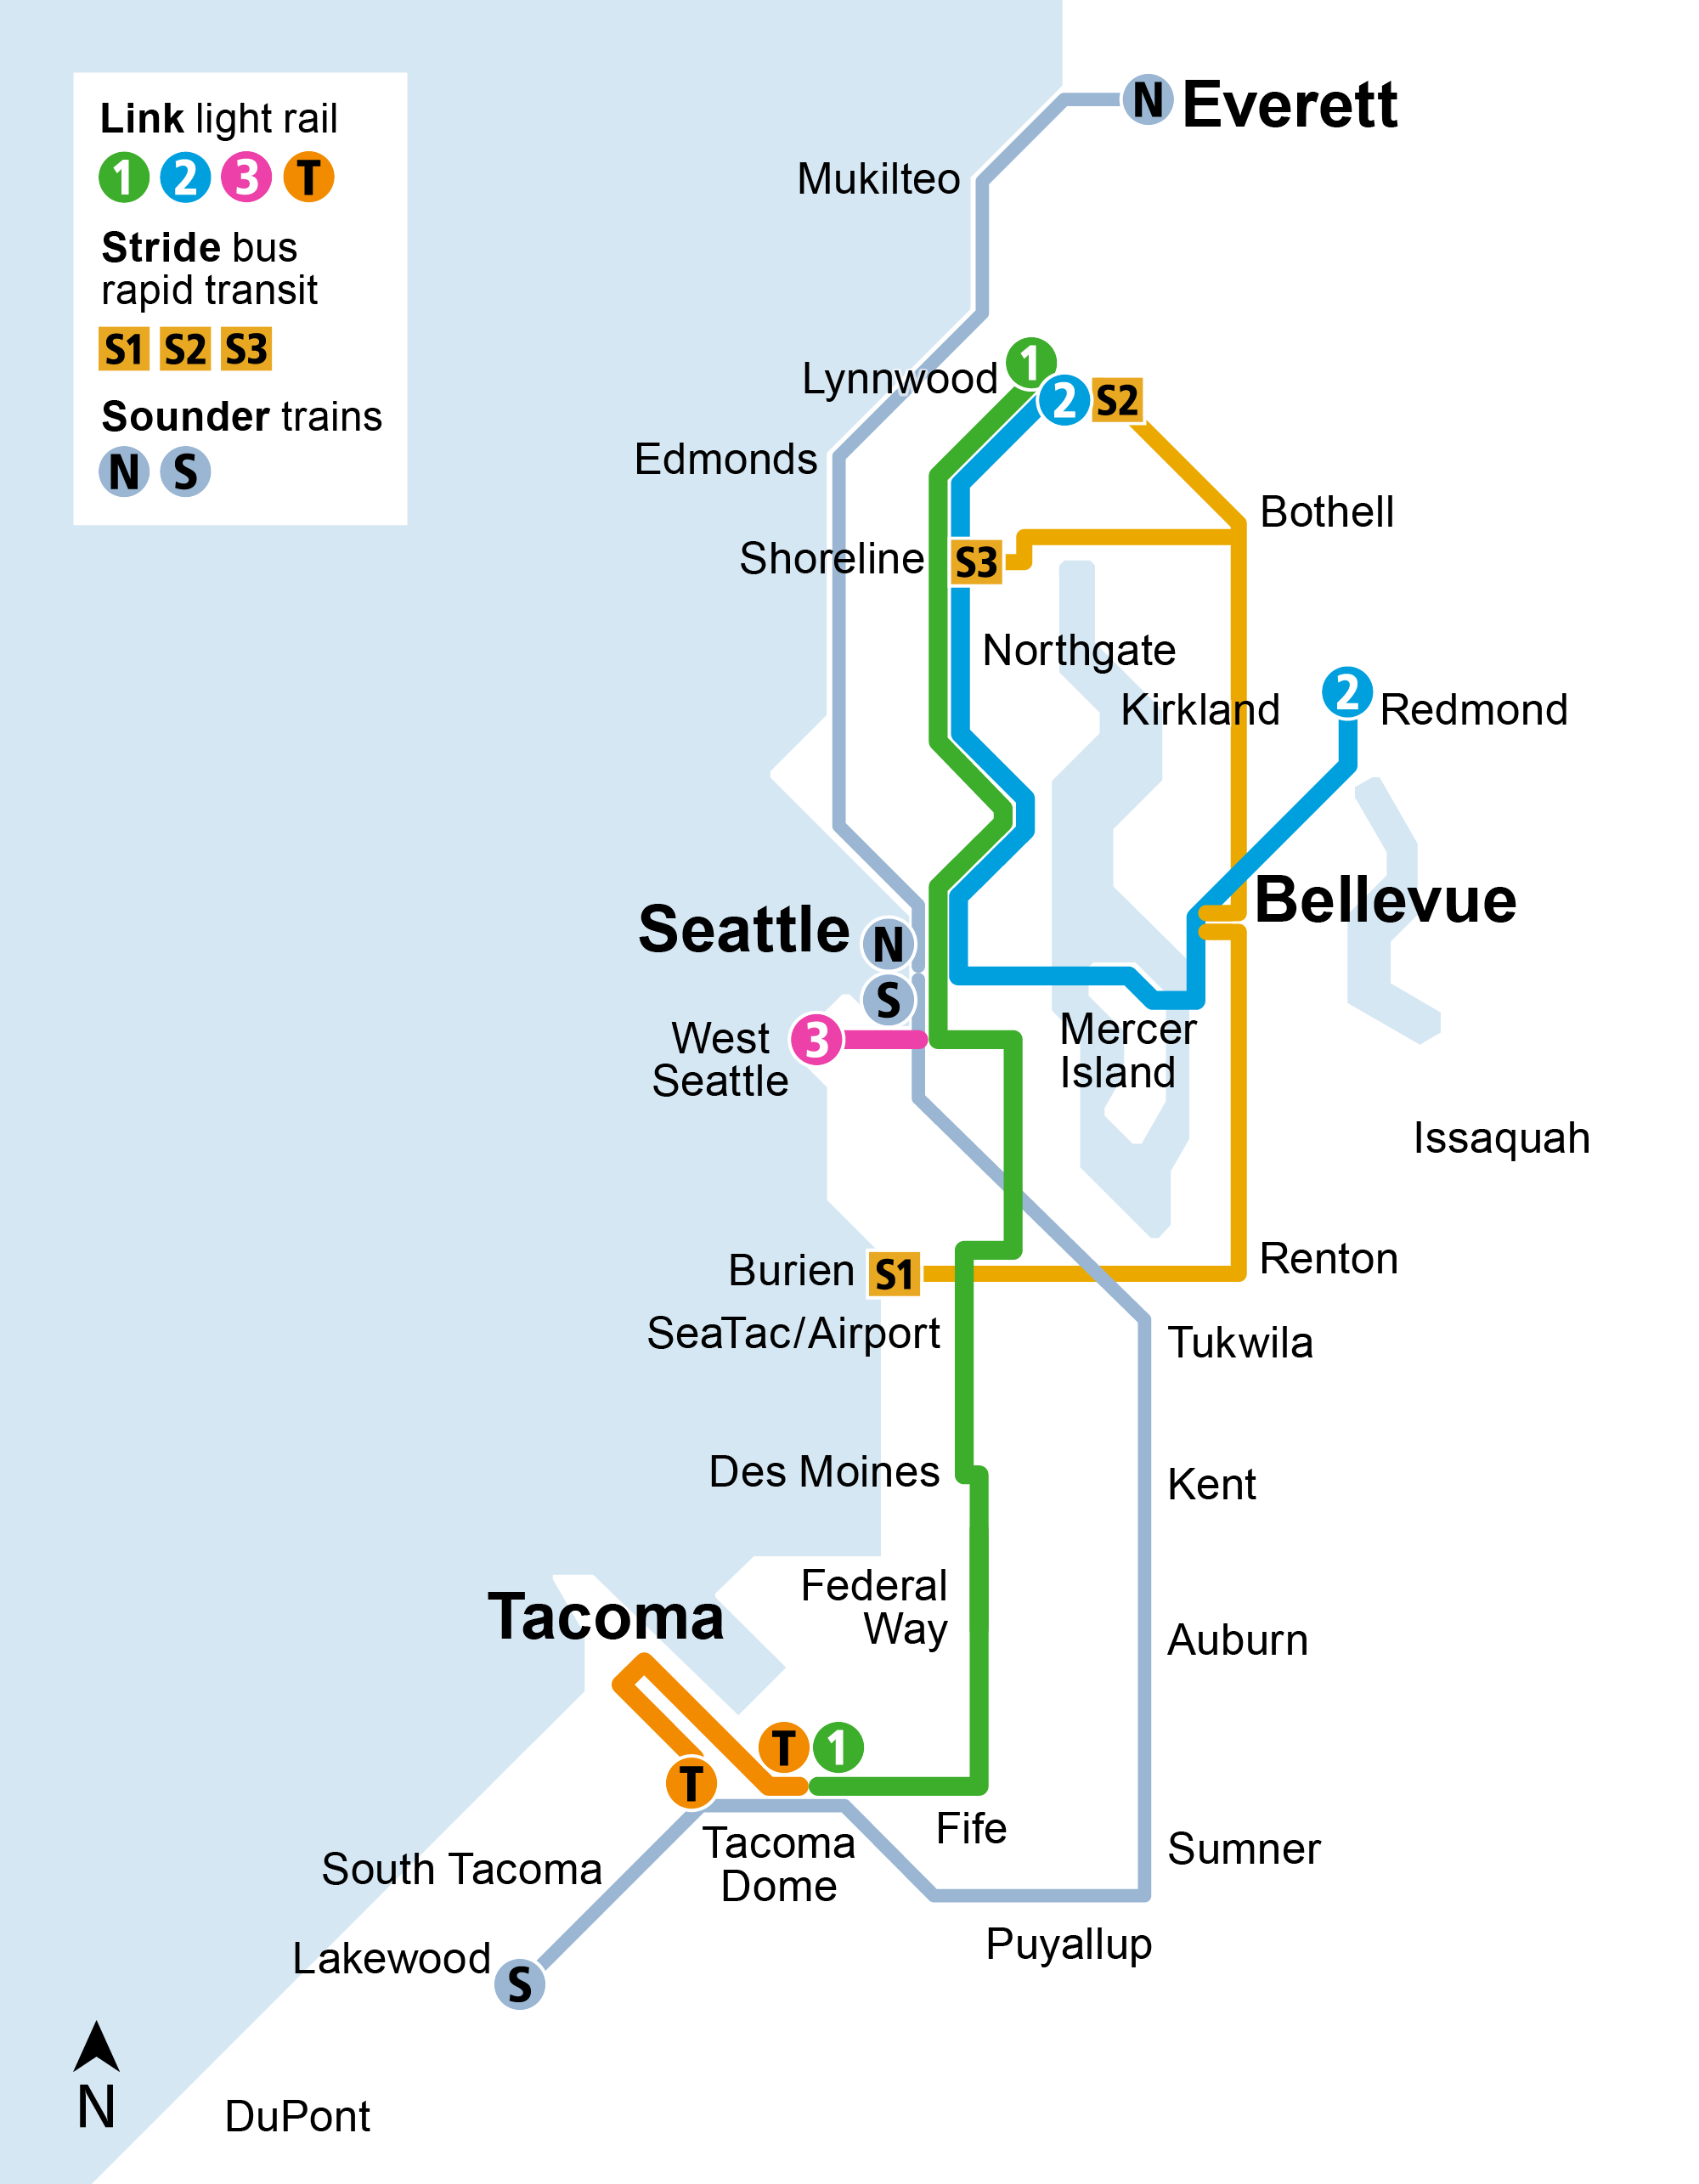 Link light rail
1 2 3 T
Stride bus
rapid transit
S1 S2 S3
Sounder trains
N S
N Everett
Mukilteo
1
Lynnwood
2 S2
Edmonds
Bothell
Shoreline
S3
Northgate
Kirkland
2 Redmond
Bellevue
Seattle
N
S
West
Seattle
3
Mercer
Island
Issaquah
Burien S1
Renton
SeaTac/Airport
Tukwila
Des Moines
Kent
Federal
Way
Tacoma
Auburn
T 1
T
Fife
Tacoma
Dome
Sumner
South Tacoma
Puyallup
Lakewood
S
N
DuPont